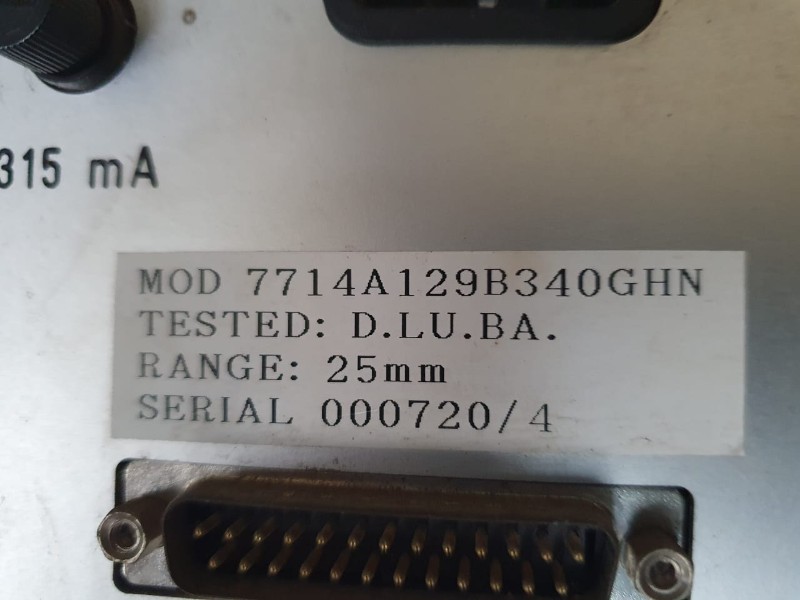 315 mA
MOD 7714A129B340GHN
TESTED: D.LU.BA.
RANGE: 25mm
SERIAL 000720/4